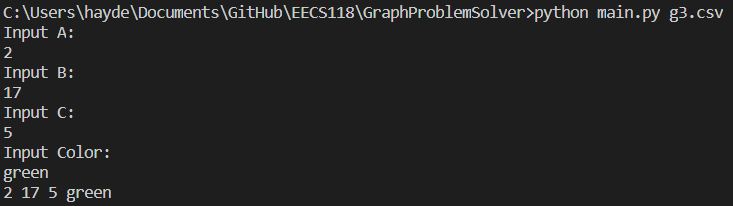 C:\Users\hayde\Documents\GitHub\EECS118\GraphProblemSolver>python main.py g3.csv
Input A:
2
Input B:
17
Input C:
5
Input Color:
green
2 17 5 green